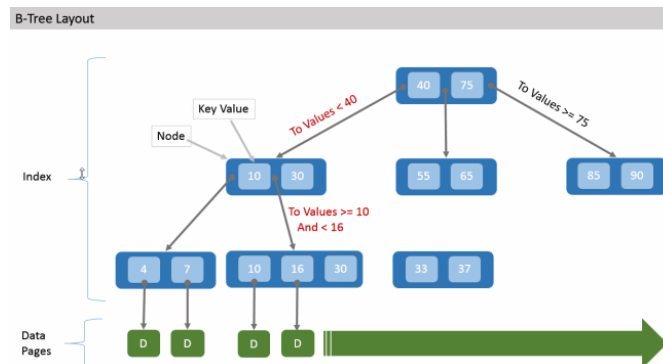 B-Tree Layout
40 75
Key Value
To Values < 40
To Values >= 75
Node
Index
10 30
55 65
85 90
To Values >= 10
And < 16
4 7
10 16 30
33 37
Data
Pages
D D D D